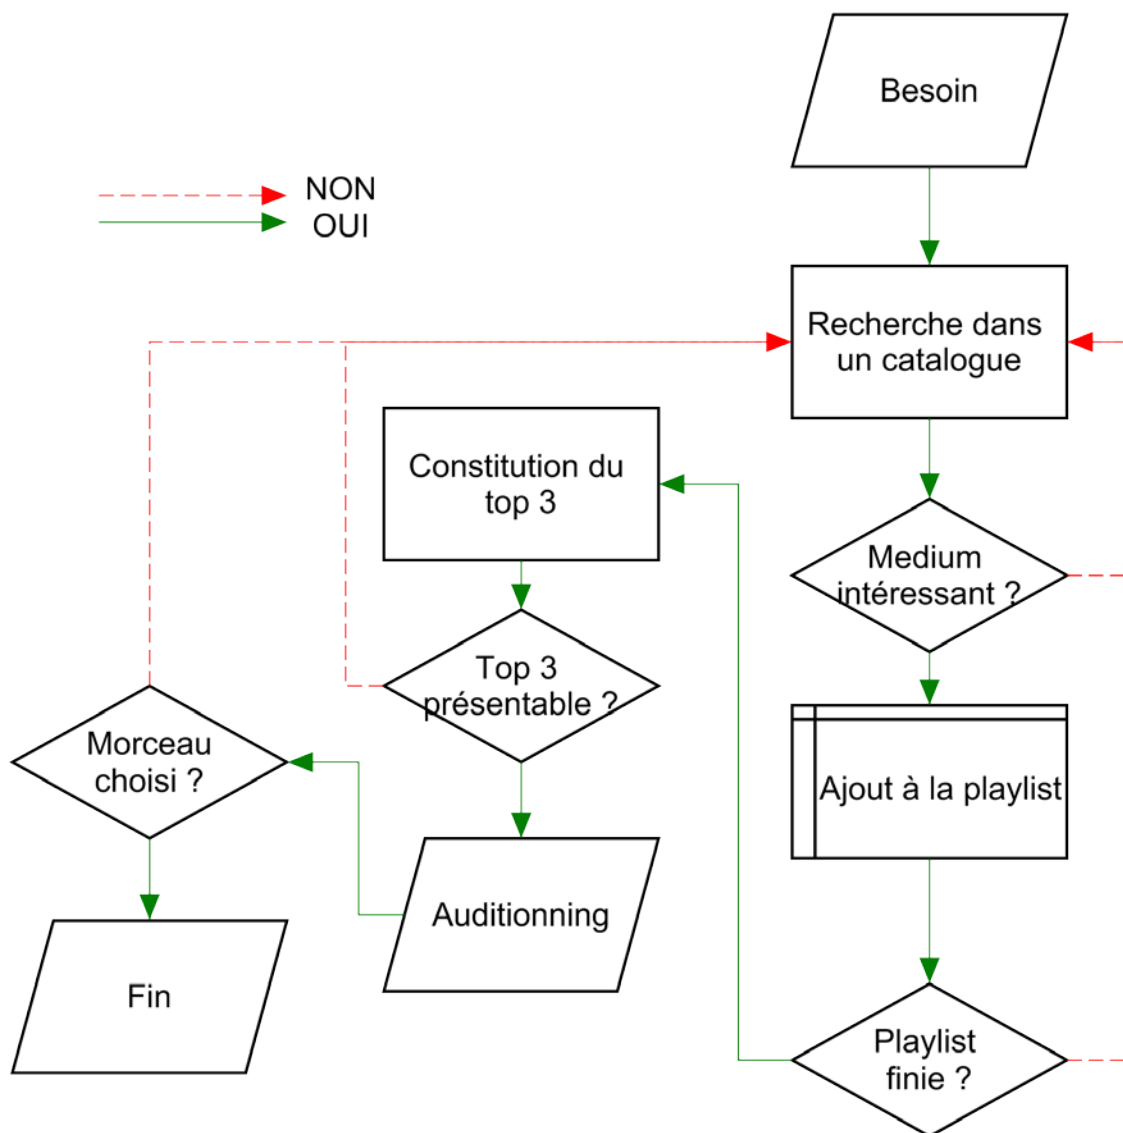 Besoin
NON
OUI
Recherche dans
un catalogue
Constitution du
top 3
Medium
intéressant ?
Top 3
présentable ?
Morceau
choisi ?
Ajout à la playlist
Auditionning
Fin
Playlist
finie ?